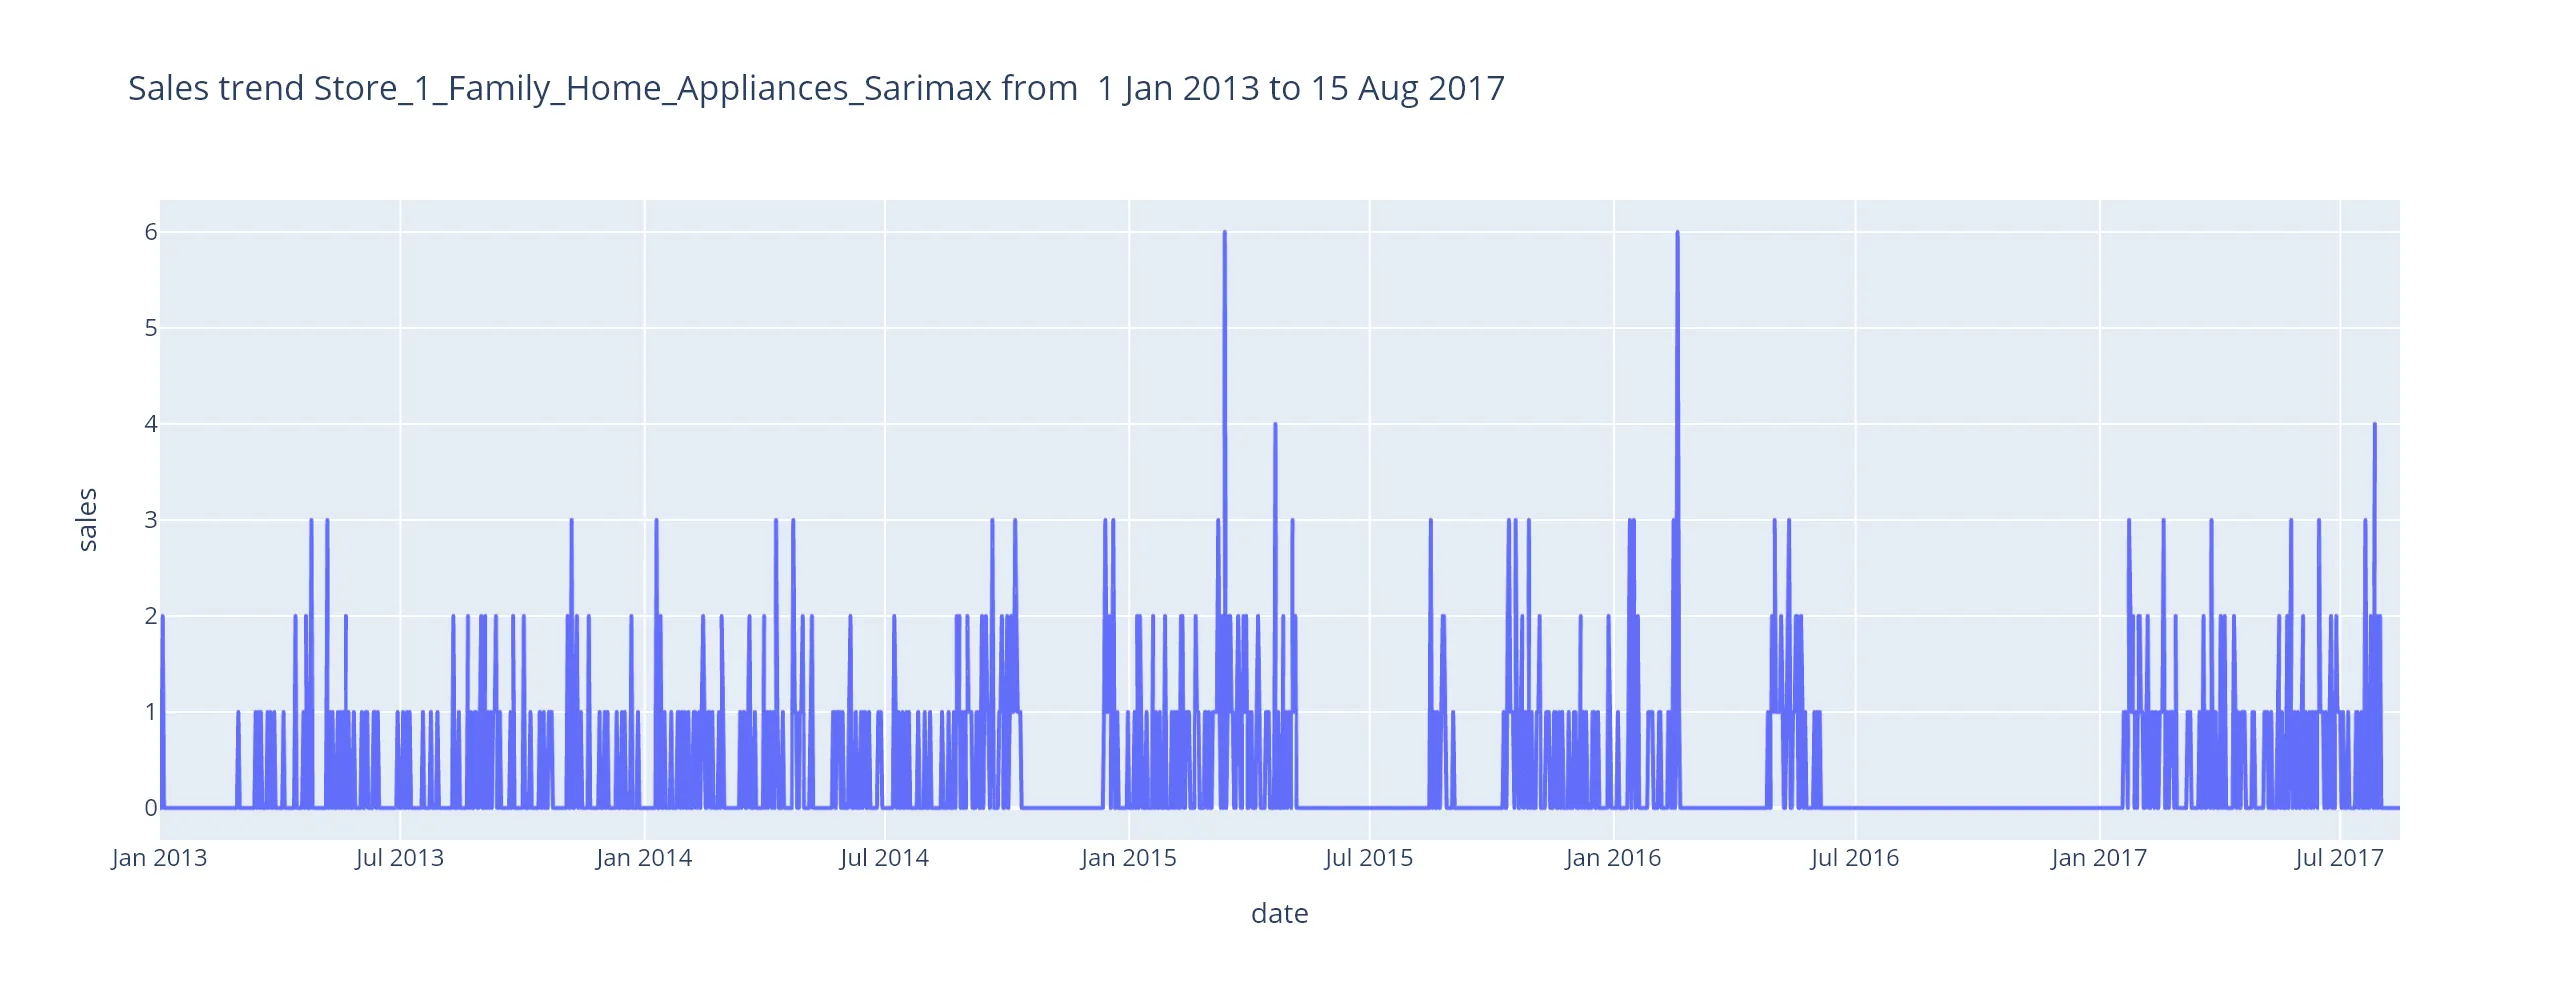 Sales trend Store_1_Family_Home_Appliances_Sarimax from  1 Jan 2013 to 15 Aug 2017
6
5
4
3
2
1
0
sales
Jan 2013 Jul 2013 Jan 2014 Jul 2014 Jan 2015 Jul 2015 Jan 2016 Jul 2016 Jan 2017 Jul 2017
date